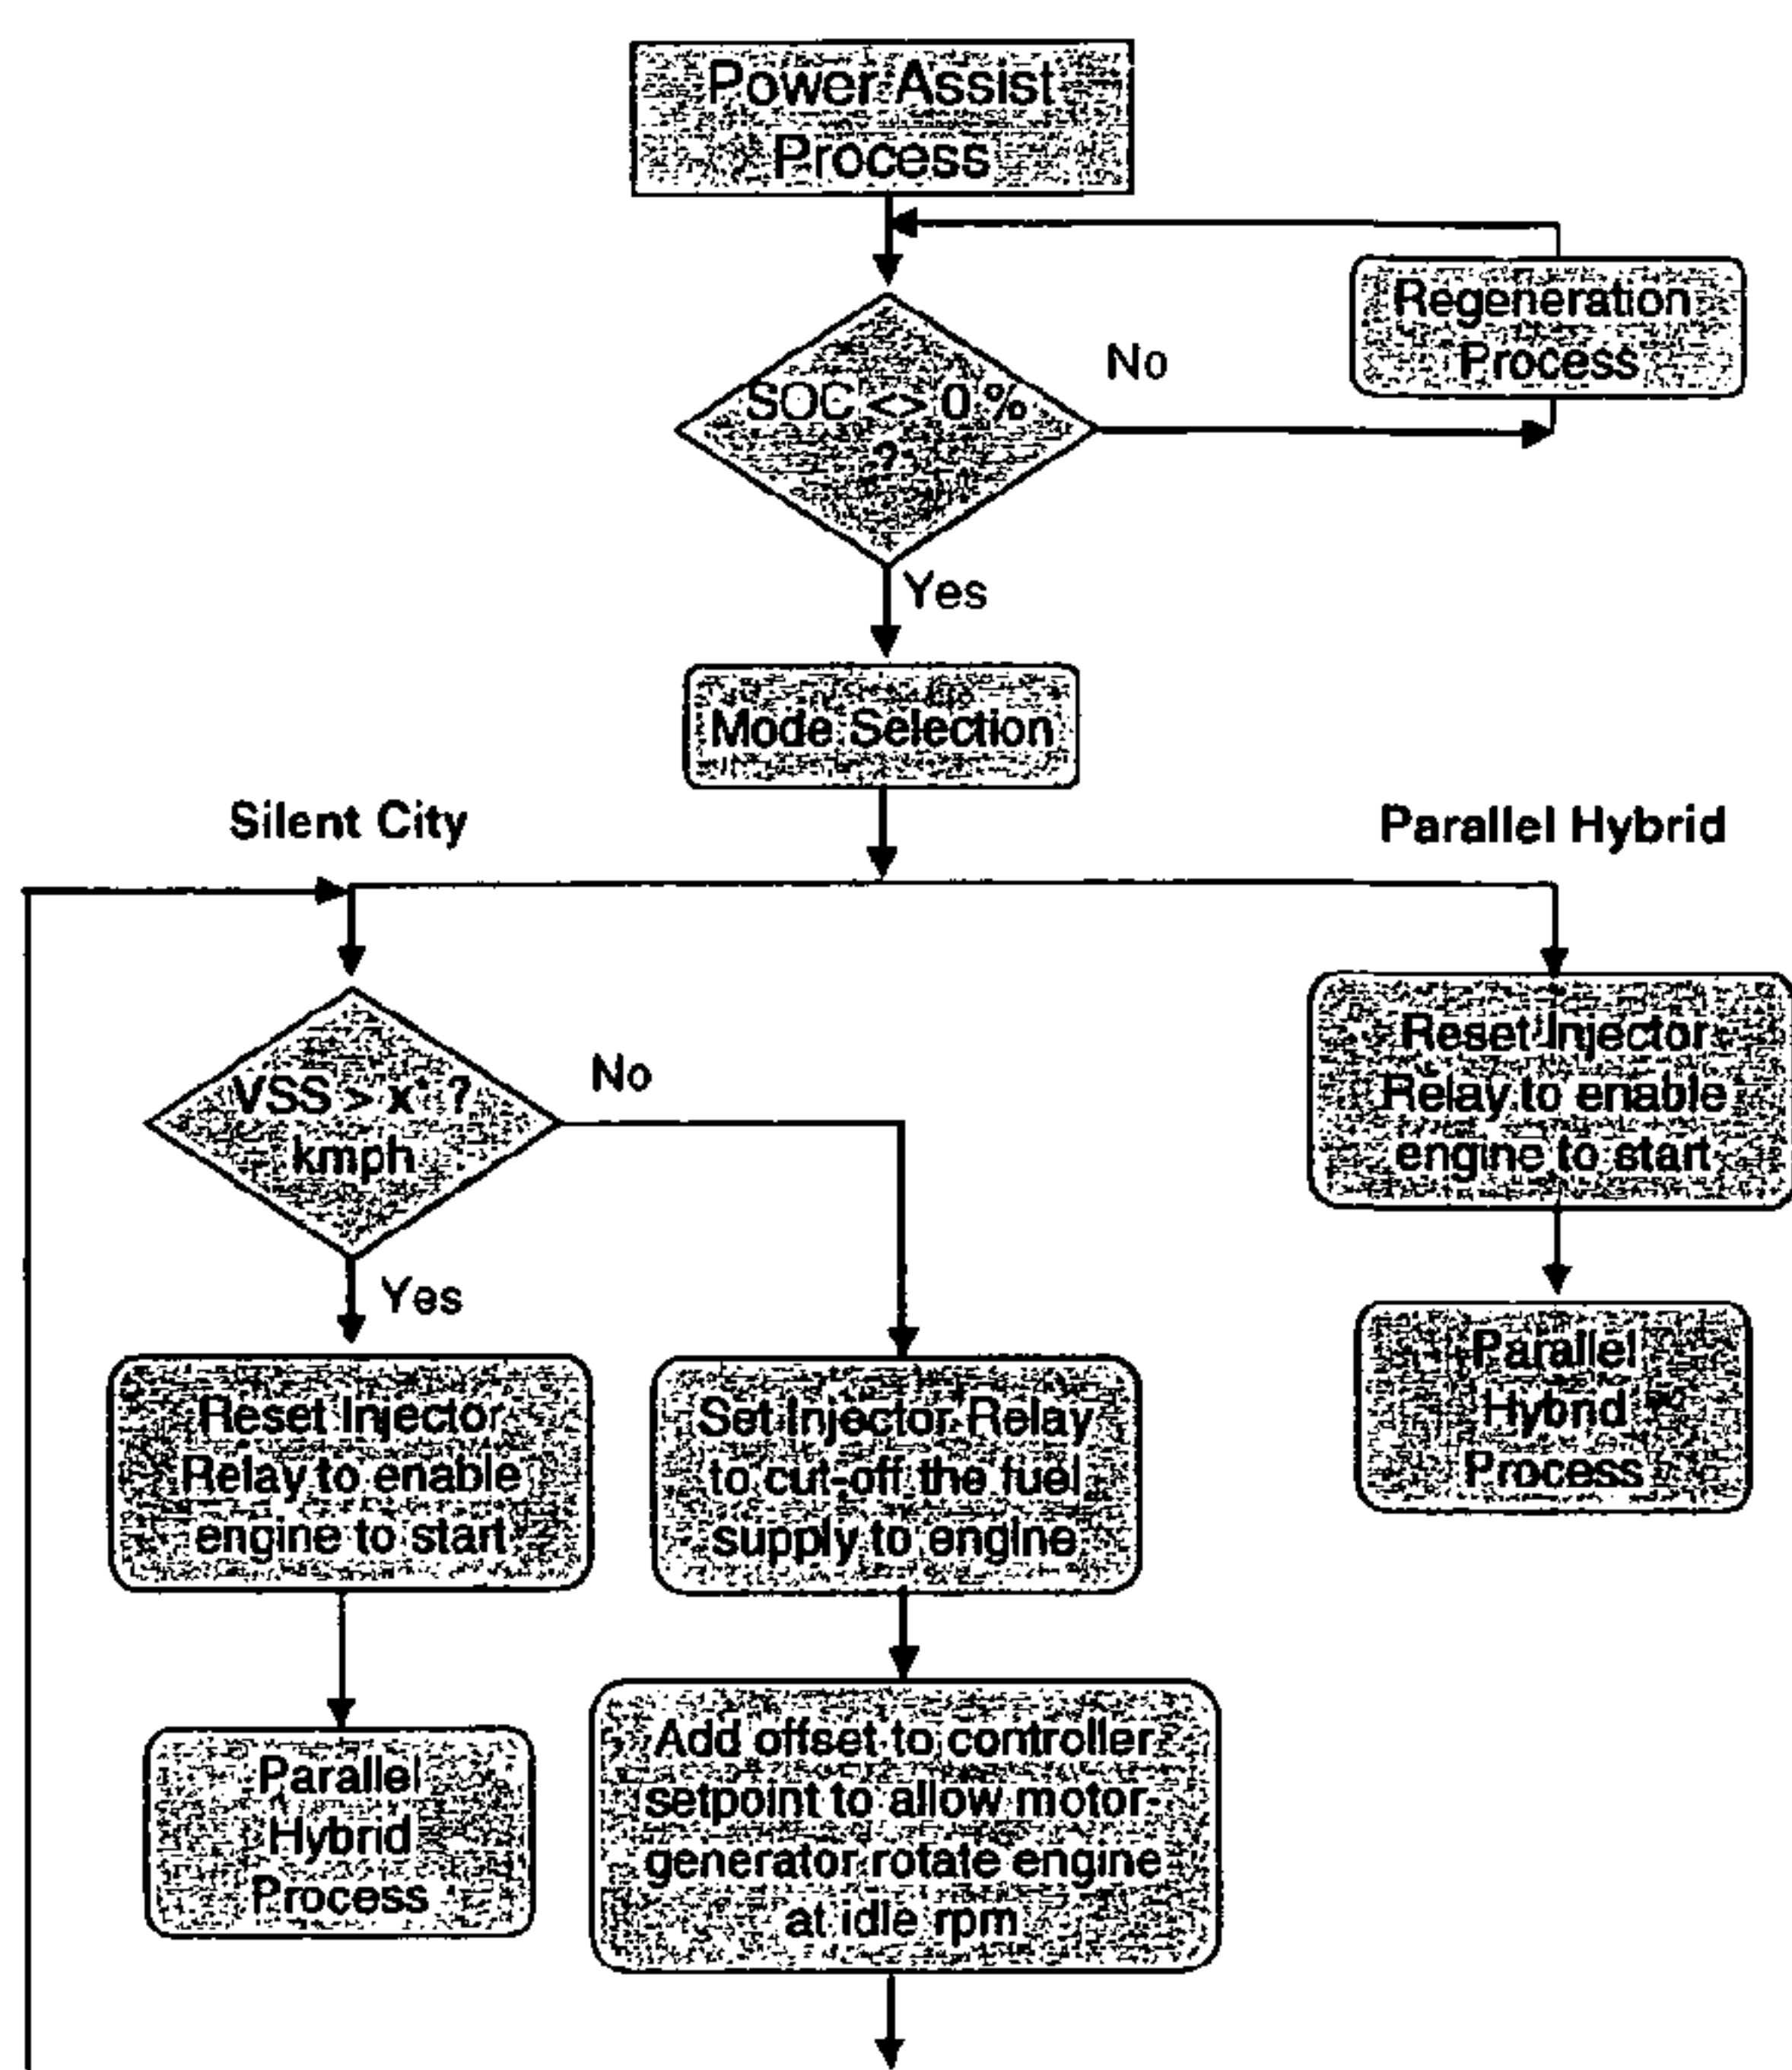 Power Assist
Process
Regeneration
Process
No
SOC <> 0 %
?
Yes
Mode Selection
Silent City
Parallel Hybrid
VSS > x* ?
kmph
No
Yes
Reset Injector
Relay to enable
engine to start
Parallel
Hybrid
Process
Reset Injector
Relay to enable
engine to start
Set Injector Relay
to cut-off the fuel
supply to engine
Parallel
Hybrid
Process
Add offset to controller
setpoint to allow motor-
generator rotate engine
at idle rpm